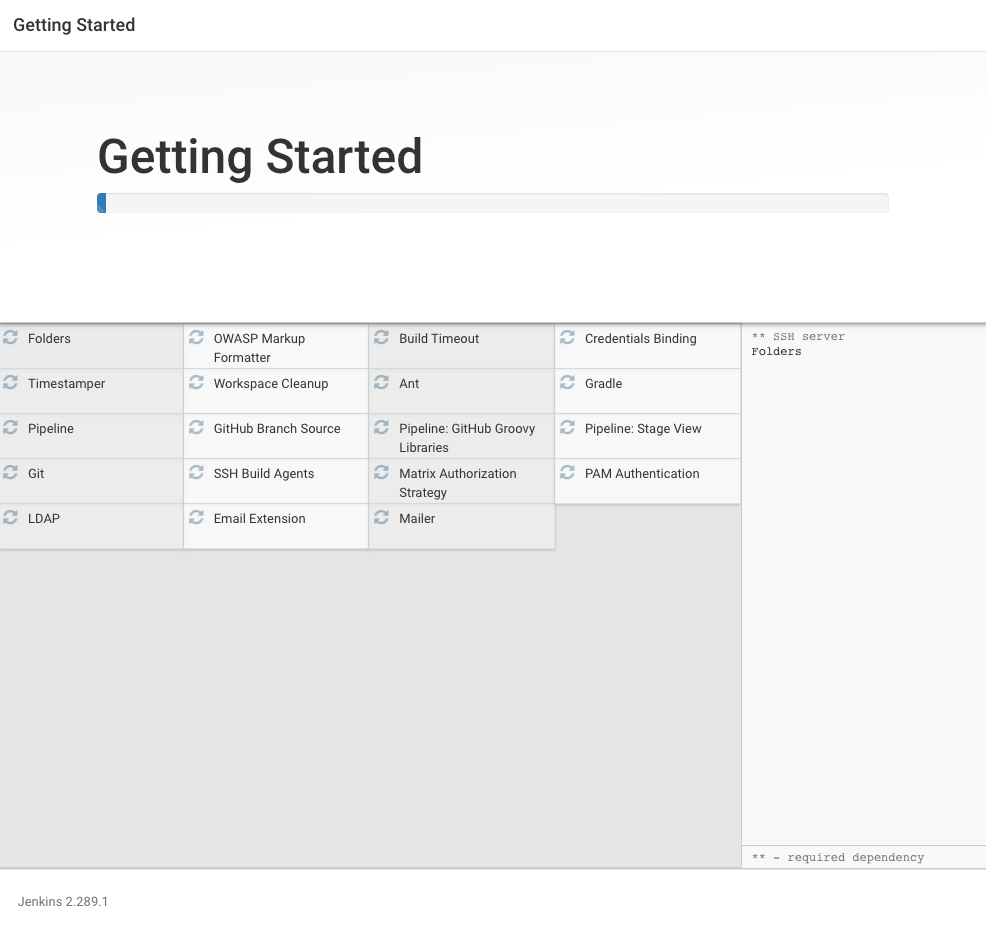 Getting Started
Getting Started
Folders
OWASP Markup
Formatter
Build Timeout
Credentials Binding
** SSH server
Folders
Timestamper
Workspace Cleanup
Ant
Gradle
Pipeline
GitHub Branch Source
Pipeline: GitHub Groovy
Libraries
Pipeline: Stage View
Git
SSH Build Agents
Matrix Authorization
Strategy
PAM Authentication
LDAP
Email Extension
Mailer
** - required dependency
Jenkins 2.289.1